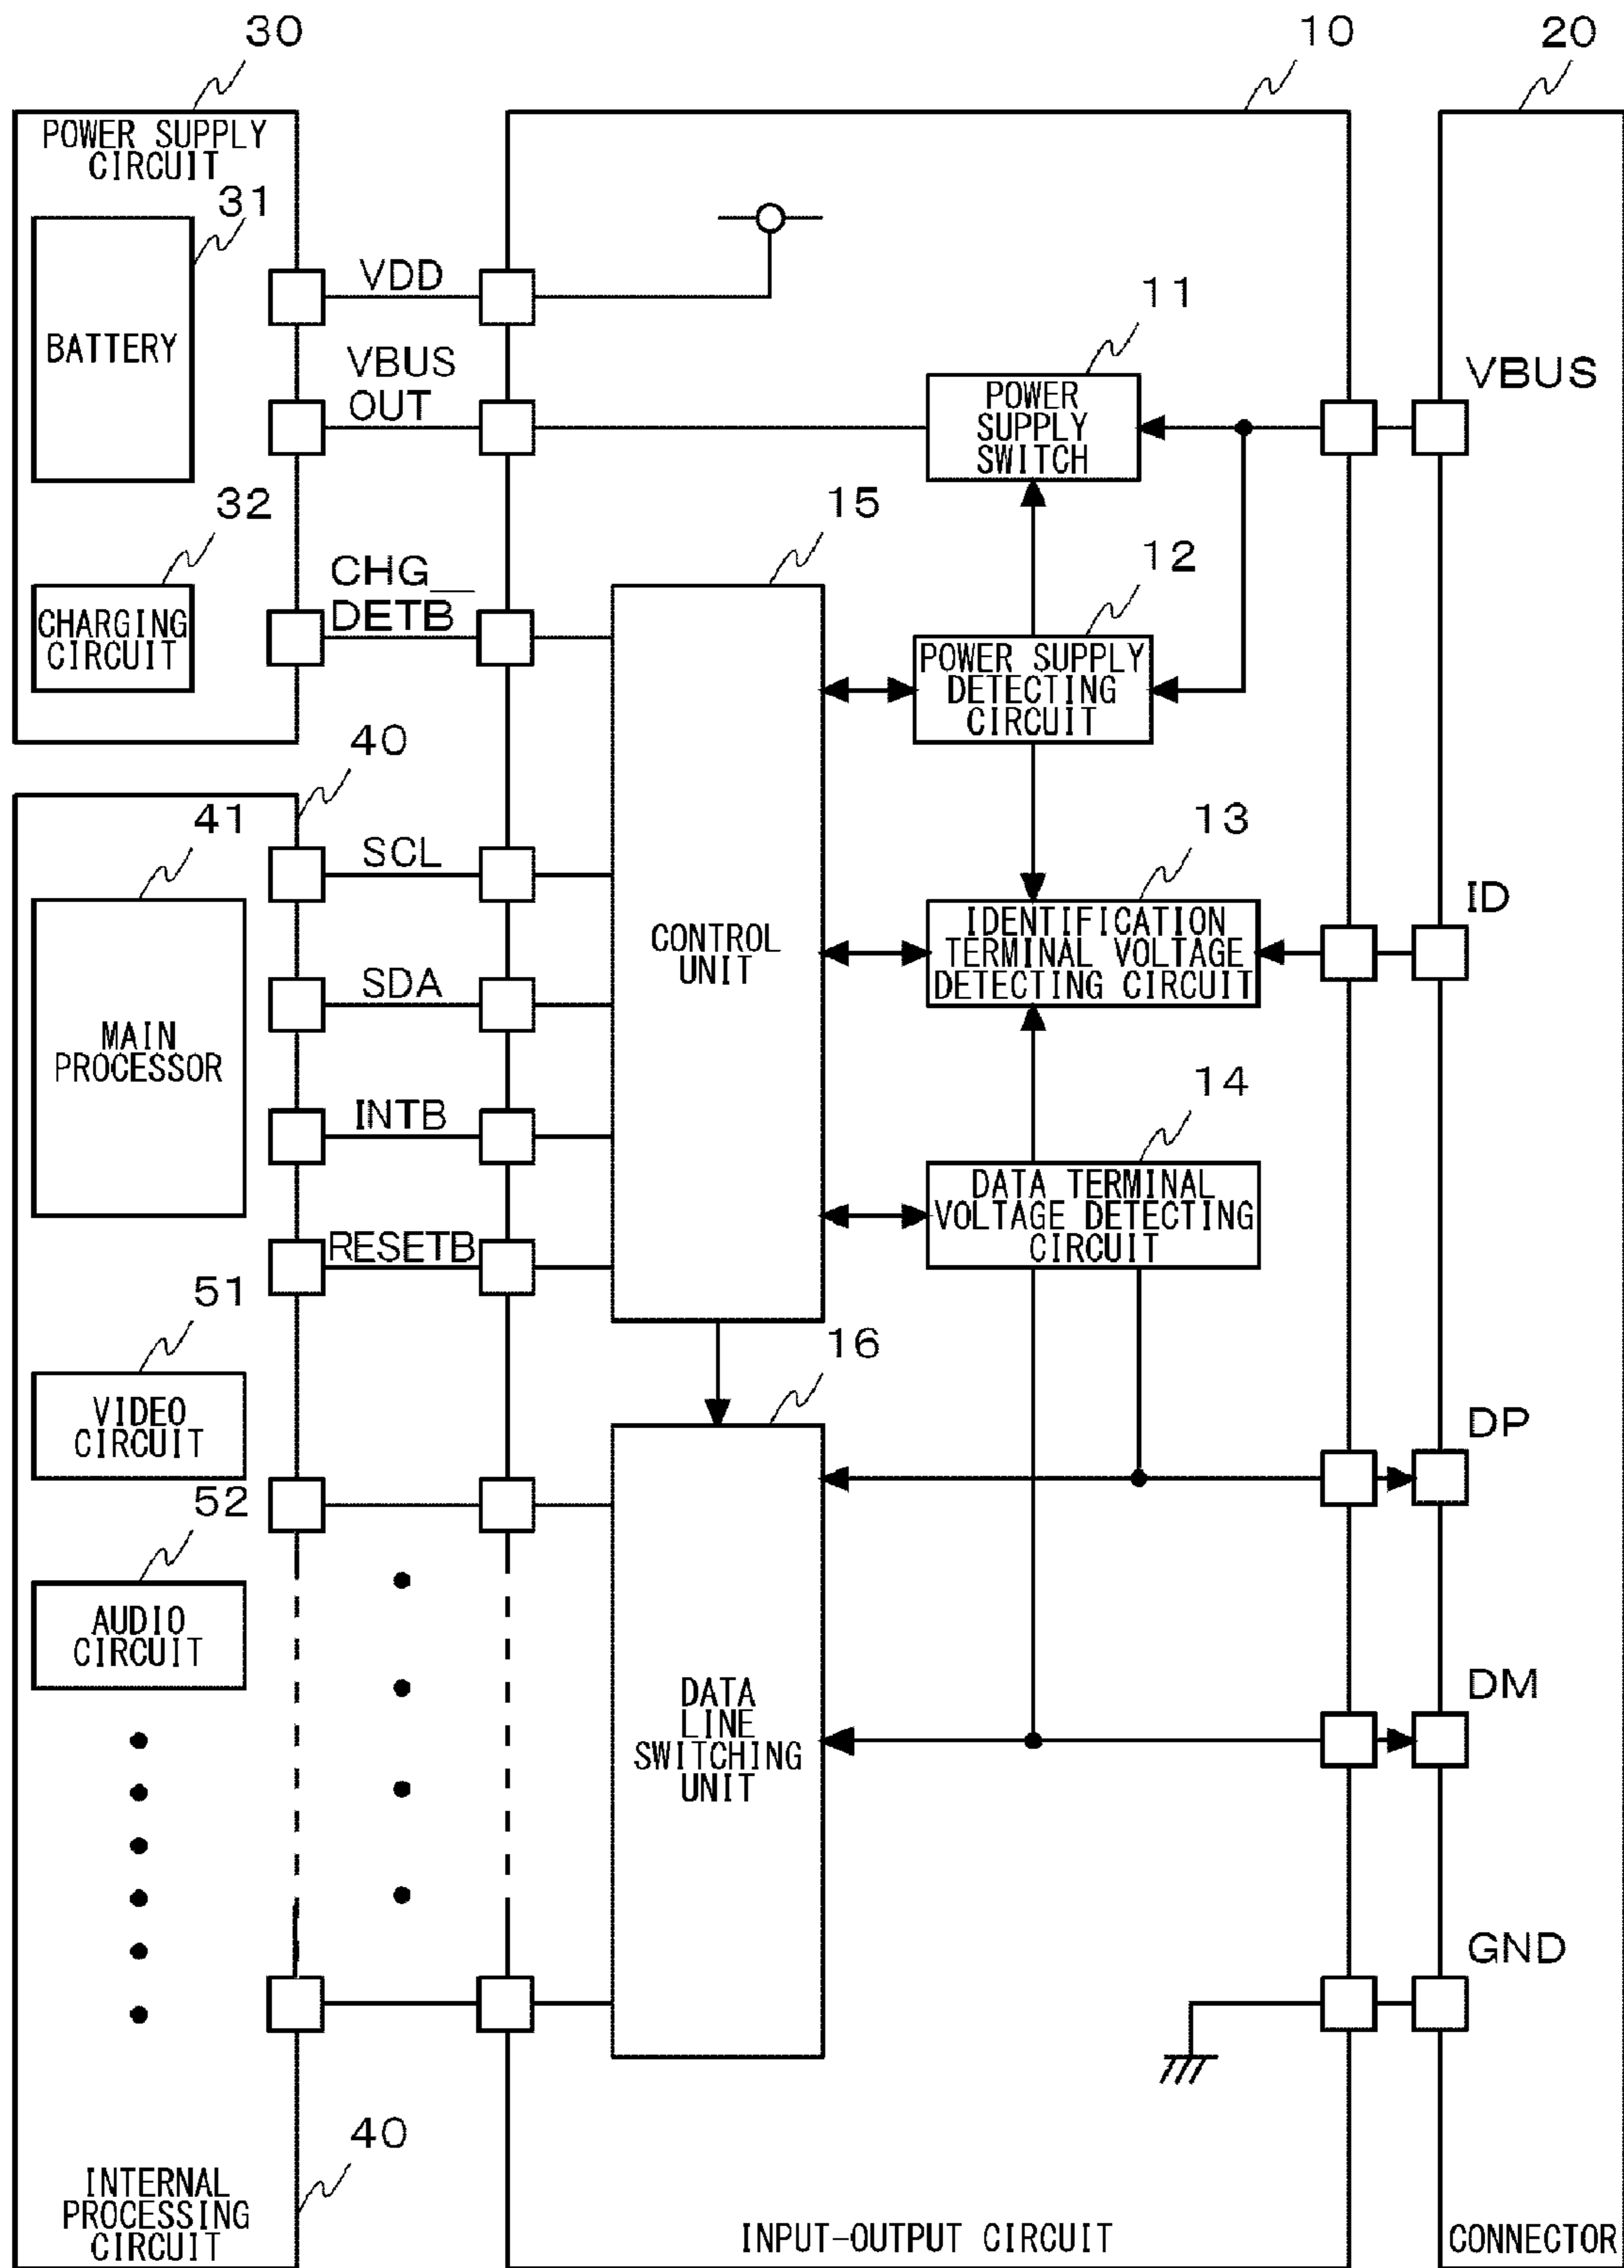 30
10
20
POWER SUPPLY
CIRCUIT
31
BATTERY
VDD
VBUS
OUT
11
POWER
SUPPLY
SWITCH
VBUS
32
CHARGING
CIRCUIT
CHG_
DETB
15
12
POWER SUPPLY
DETECTING
CIRCUIT
40
41
MAIN
PROCESSOR
SCL
SDA
INTB
RESETB
CONTROL
UNIT
13
IDENTIFICATION
TERMINAL VOLTAGE
DETECTING CIRCUIT
ID
14
DATA TERMINAL
VOLTAGE DETECTING
CIRCUIT
51
VIDEO
CIRCUIT
16
DP
52
AUDIO
CIRCUIT
DATA
LINE
SWITCHING
UNIT
DM
GND
40
INTERNAL
PROCESSING
CIRCUIT
INPUT-OUTPUT CIRCUIT
CONNECTOR